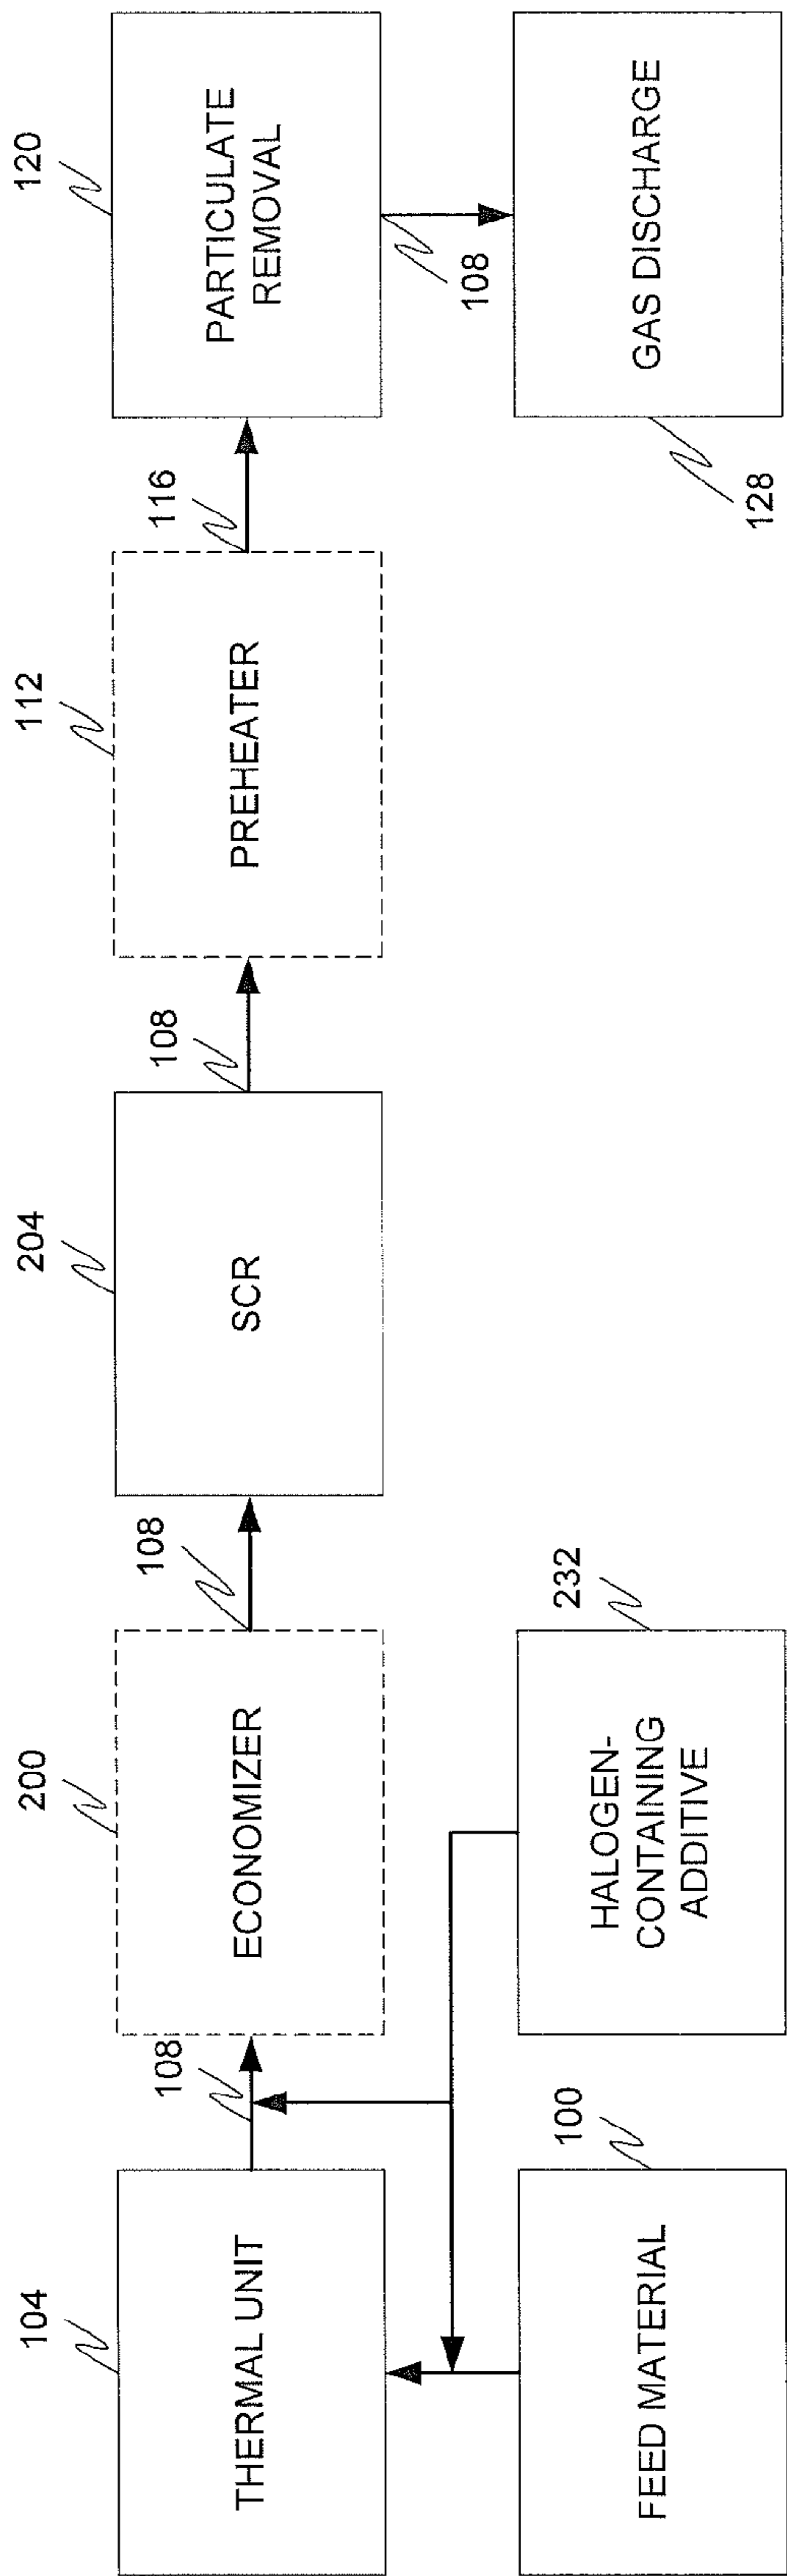 104
THERMAL UNIT
108
200
ECONOMIZER
108
204
SCR
108
112
PREHEATER
116
120
PARTICULATE
REMOVAL
108
100
FEED MATERIAL
232
HALOGEN-
CONTAINING
ADDITIVE
128
GAS DISCHARGE